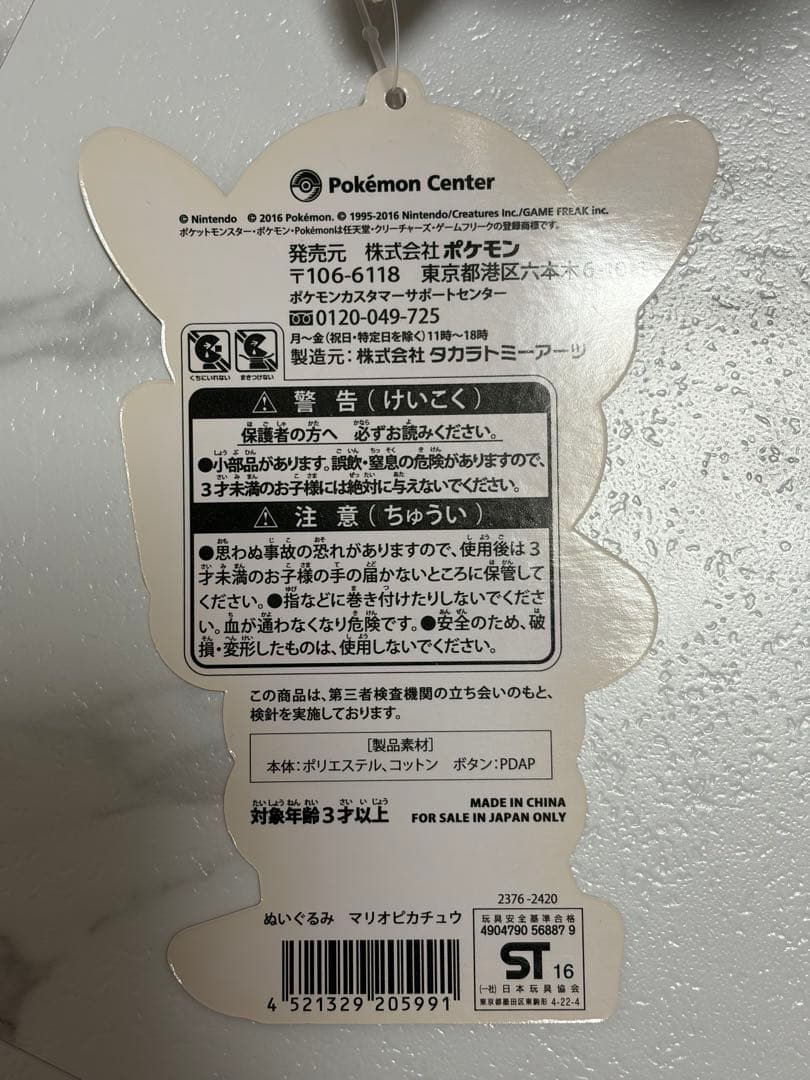 Pokémon Center
© Nintendo © 2016 Pokémon. © 1995-2016 Nintendo/Creatures Inc./GAME FREAK inc.
ポケットモンスター・ポケモン・Pokémonは任天堂・クリーチャーズ・ゲームフリークの登録商標です。
発売元 株式会社ポケモン
〒106-6118 東京都港区六本木6-10
ポケモンカスタマーサポートセンター
0120-049-725
月〜金(祝日・特定日を除く)11時〜18時
製造元:株式会社 タカラトミーアーツ
くちにいれない まきつけない
警告(けいこく)
保護者の方へ 必ずお読みください。
●小部品があります。誤飲・窒息の危険がありますので、
3才未満のお子様には絶対に与えないでください。
注意(ちゅうい)
●思わぬ事故の恐れがありますので、使用後は3
才未満のお子様の手の届かないところに保管して
ください。●指などに巻き付けたりしないでくださ
い。血が通わなくなり危険です。●安全のため、破
損・変形したものは、使用しないでください。
この商品は、第三者検査機関の立ち会いのもと、
検針を実施しております。
[製品素材]
本体:ポリエステル、コットン ボタン:PDAP
対象年齢3才以上
MADE IN CHINA
FOR SALE IN JAPAN ONLY
2376-2420
ぬいぐるみ マリオピカチュウ
4 521329 205991
玩具安全基準合格
4904790 56887 9
ST 16
(一社)日本玩具協会
東京都墨田区東駒形 4-22-4